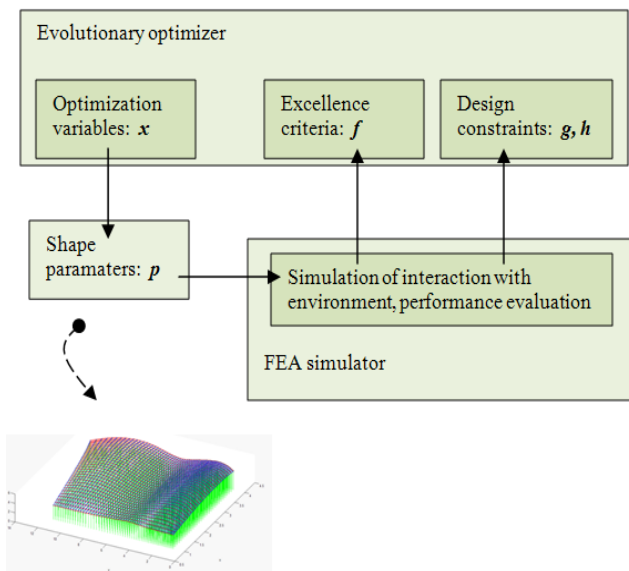 Evolutionary optimizer
Optimization
variables: x
Excellence
criteria: f
Design
constraints: g, h
Shape
paramaters: p
Simulation of interaction with
environment, performance evaluation
FEA simulator